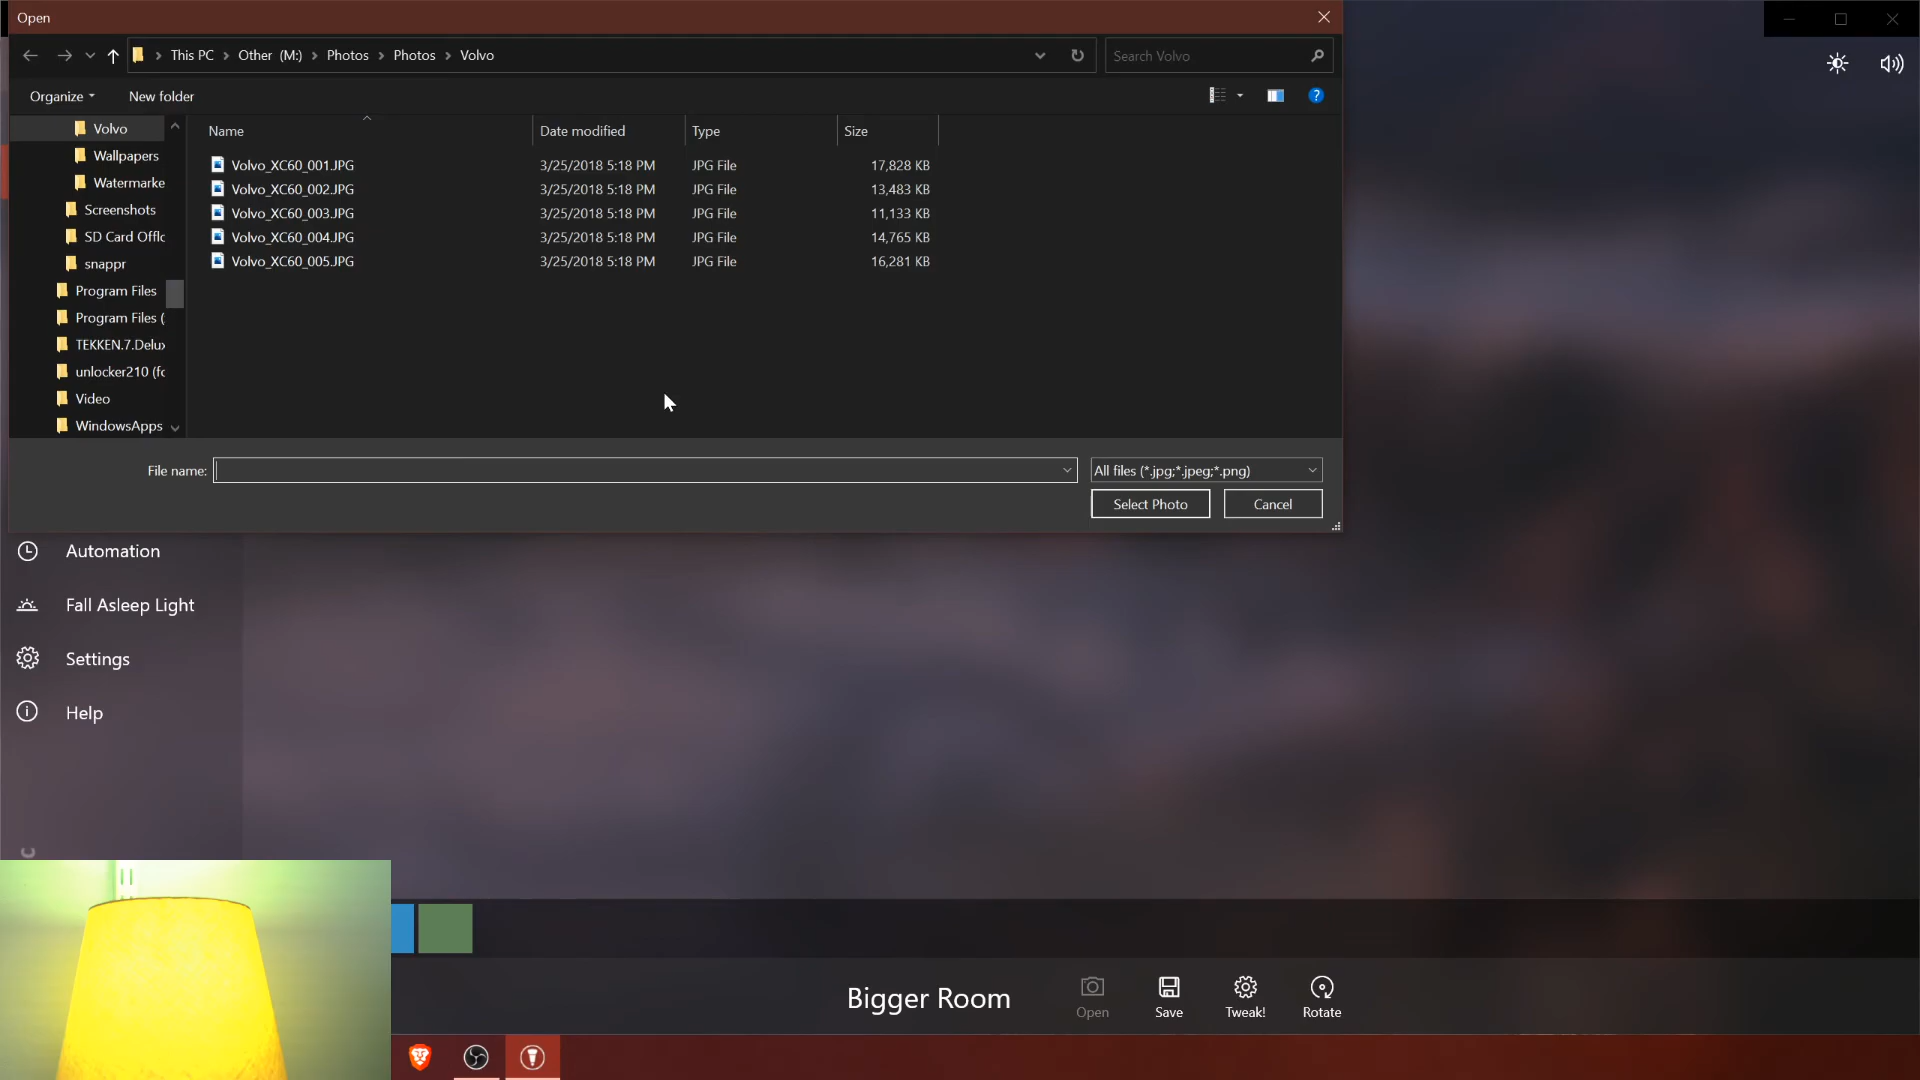 Open
This PC > Other (M:) > Photos > Photos > Volvo
Search Volvo
Organize
New folder
Volvo
Wallpapers
Watermarke
Screenshots
SD Card Offlc
snappr
Program Files
Program Files (
TEKKEN.7.Delux
unlocker210 (fc
Video
WindowsApps
Name Date modified Type Size
Volvo_XC60_001.JPG 3/25/2018 5:18 PM JPG File 17,828 KB
Volvo_XC60_002.JPG 3/25/2018 5:18 PM JPG File 13,483 KB
Volvo_XC60_003.JPG 3/25/2018 5:18 PM JPG File 11,133 KB
Volvo_XC60_004.JPG 3/25/2018 5:18 PM JPG File 14,765 KB
Volvo_XC60_005.JPG 3/25/2018 5:18 PM JPG File 16,281 KB
File name:
All files (*.jpg;*.jpeg;*.png)
Select Photo
Cancel
Automation
Fall Asleep Light
Settings
Help
Bigger Room
Open
Save
Tweak!
Rotate